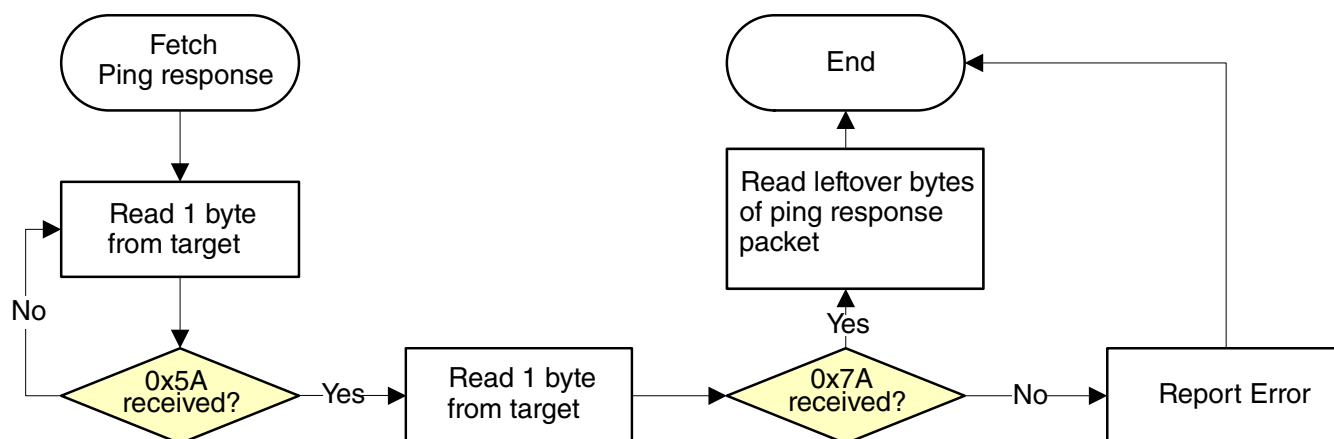 Fetch
Ping response
End
Read 1 byte
from target
Read leftover bytes
of ping response
packet
No
Yes
0x5A
received?
Yes
Read 1 byte
from target
0x7A
received?
No
Report Error